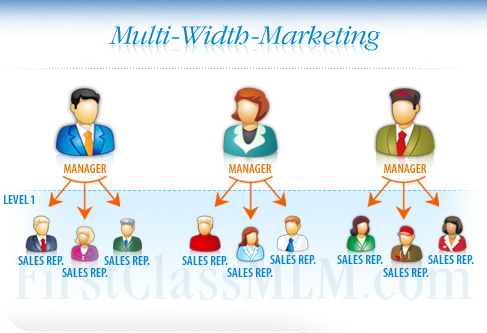 Multi-Width-Marketing
MANAGER MANAGER MANAGER
LEVEL 1
SALES REP. SALES REP. SALES REP. SALES REP. SALES REP. SALES REP.
SALES REP. SALES REP. SALES REP.
FirstClassMLM.com